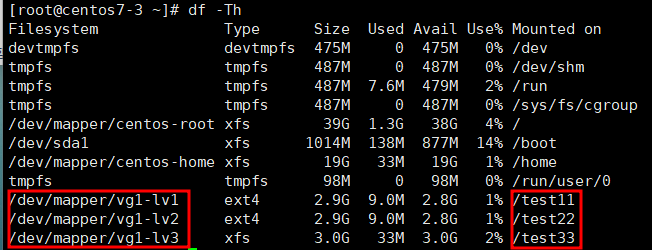 [root@centos7-3 ~]# df -Th
Filesystem Type Size Used Avail Use% Mounted on
devtmpfs devtmpfs 475M 0 475M 0% /dev
tmpfs tmpfs 487M 0 487M 0% /dev/shm
tmpfs tmpfs 487M 7.6M 479M 2% /run
tmpfs tmpfs 487M 0 487M 0% /sys/fs/cgroup
/dev/mapper/centos-root xfs 39G 1.3G 38G 4% /
/dev/sda1 xfs 1014M 138M 877M 14% /boot
/dev/mapper/centos-home xfs 19G 33M 19G 1% /home
tmpfs tmpfs 98M 0 98M 0% /run/user/0
/dev/mapper/vg1-lv1 ext4 2.9G 9.0M 2.8G 1% /test11
/dev/mapper/vg1-lv2 ext4 2.9G 9.0M 2.8G 1% /test22
/dev/mapper/vg1-lv3 xfs 3.0G 33M 3.0G 2% /test33